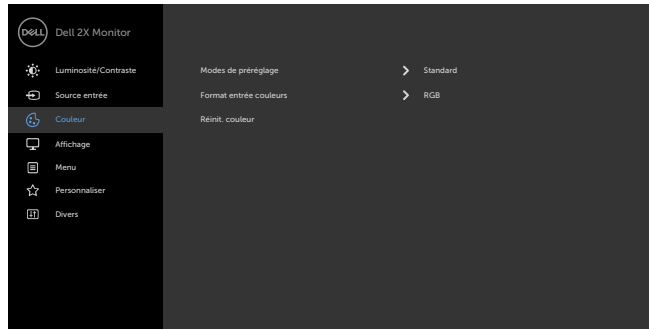 DELL Dell 2X Monitor
Luminosité/Contraste
Source entrée
Couleur
Affichage
Menu
Personnaliser
Divers
Modes de préréglage Standard
Format entrée couleurs RGB
Réinit. couleur